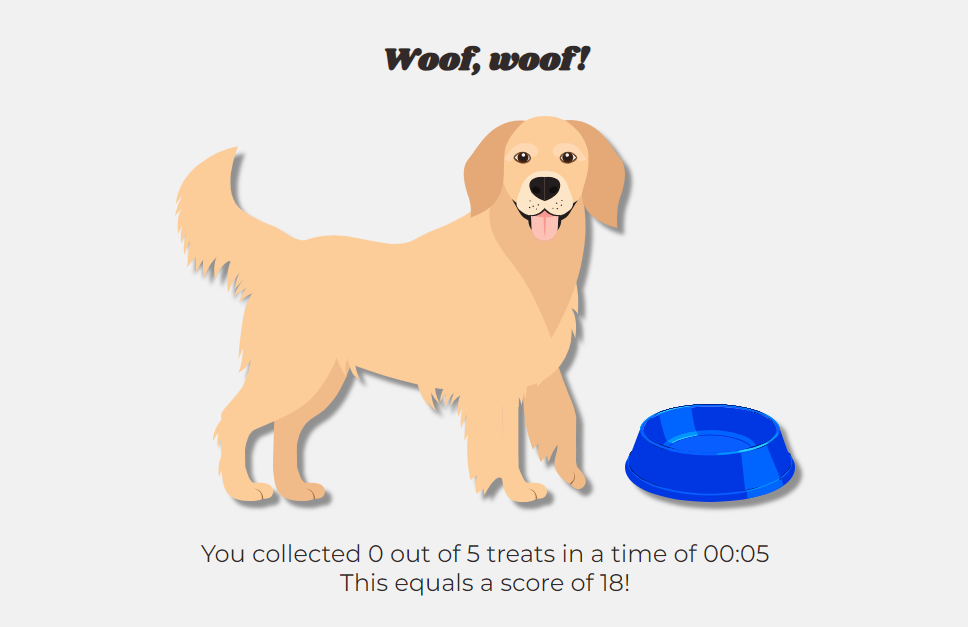 Woof, woof!
You collected 0 out of 5 treats in a time of 00:05
This equals a score of 18!